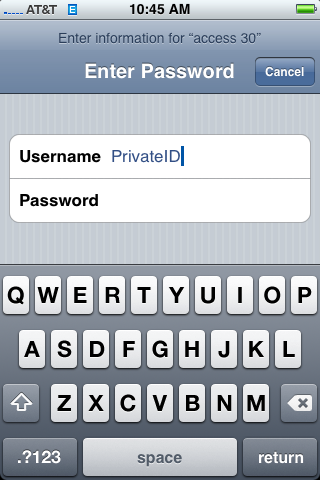 AT&T E 10:45 AM
Enter information for “access 30”
Enter Password Cancel
Username PrivateID
Password
Q W E R T Y U I O P
A S D F G H J K L
Z X C V B N M
.?123 space return